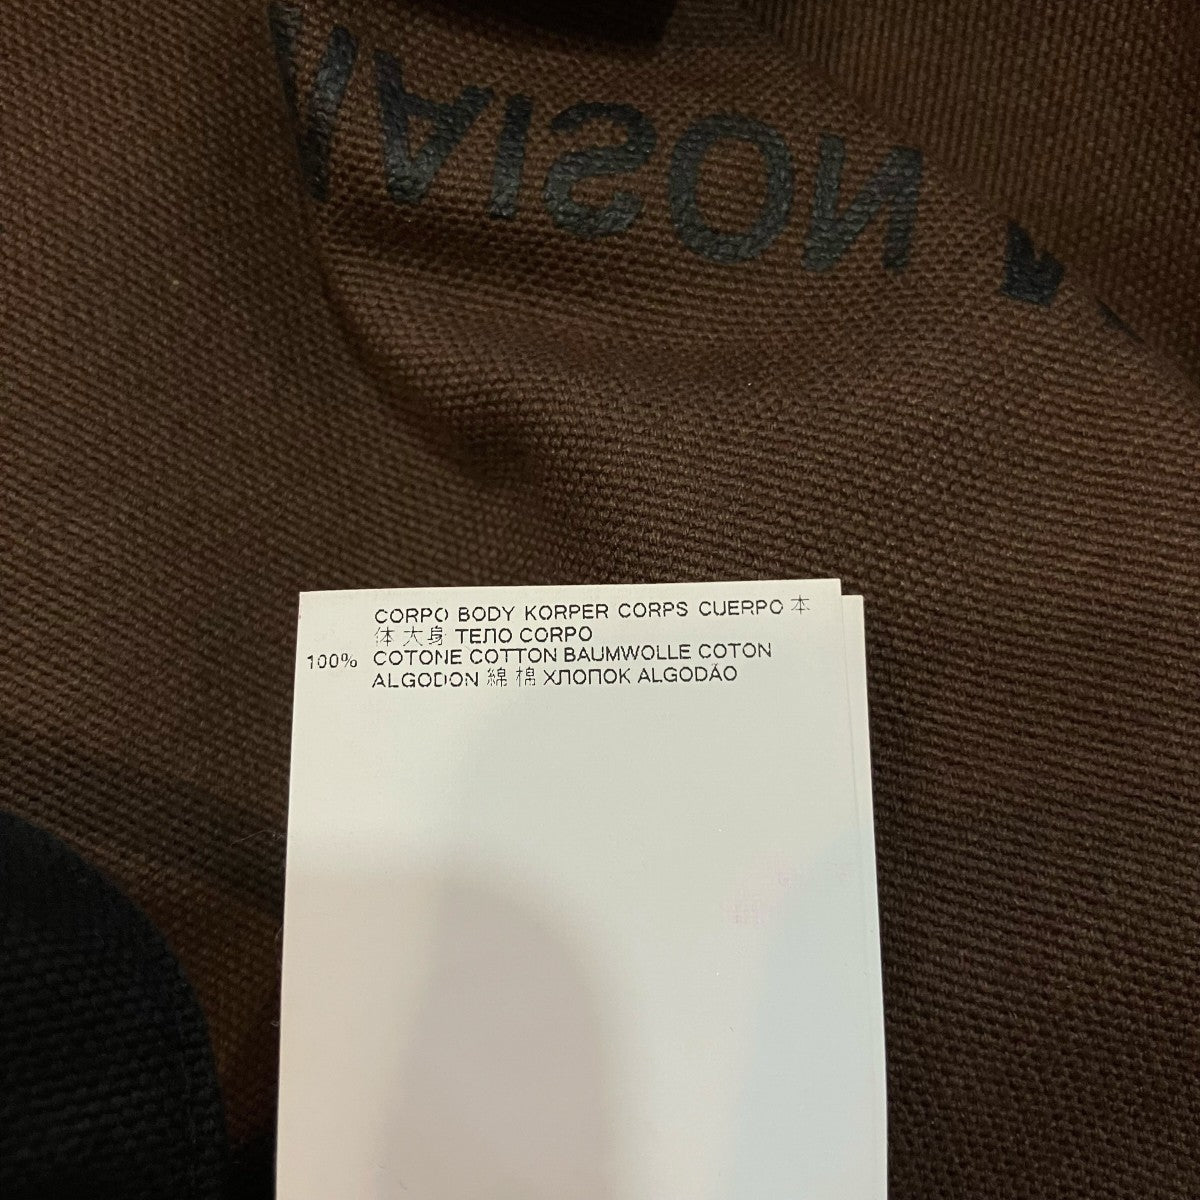 MAISON
CORPO BODY KORPER CORPS CUERPO 本
体 大身 ТЕЛО CORPO
100% COTONE COTTON BAUMWOLLE COTON
ALGODON 綿 棉 ХЛОПОК ALGODÃO